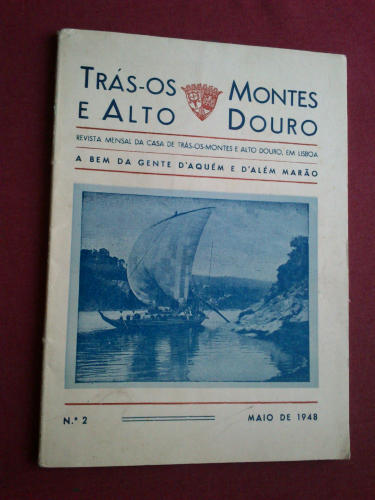 TRÁS-OS MONTES
E ALTO DOURO
REVISTA MENSAL DA CASA DE TRÁS-OS-MONTES E ALTO DOURO, EM LISBOA
A BEM DA GENTE D'AQUÉM E D'ALÉM MARÃO
N.º 2 MAIO DE 1948